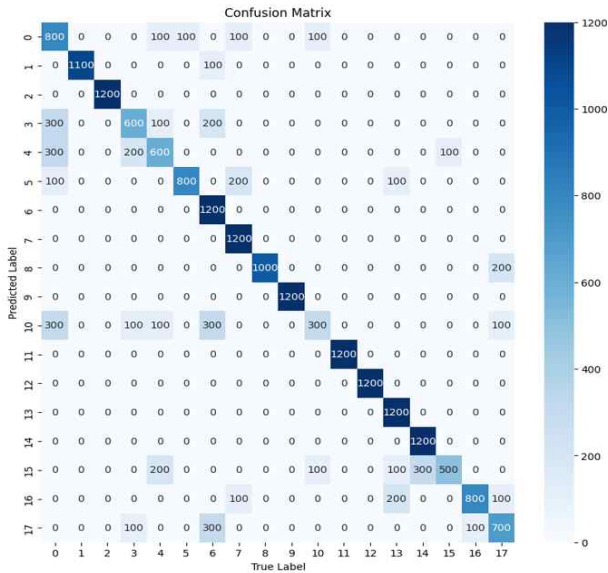 Confusion Matrix
0 800 0 0 0 100 100 0 100 0 0 100 0 0 0 0 0 0 0
1 0 1100 0 0 0 0 100 0 0 0 0 0 0 0 0 0 0 0
2 0 0 1200 0 0 0 0 0 0 0 0 0 0 0 0 0 0 0
3 300 0 0 600 100 0 200 0 0 0 0 0 0 0 0 0 0 0
4 300 0 0 200 600 0 0 0 0 0 0 0 0 0 0 100 0 0
5 100 0 0 0 0 800 0 200 0 0 0 0 0 100 0 0 0 0
6 0 0 0 0 0 0 1200 0 0 0 0 0 0 0 0 0 0 0
7 0 0 0 0 0 0 0 1200 0 0 0 0 0 0 0 0 0 0
8 0 0 0 0 0 0 0 0 1000 0 0 0 0 0 0 0 0 200
9 0 0 0 0 0 0 0 0 0 1200 0 0 0 0 0 0 0 0
10 300 0 0 100 100 0 300 0 0 0 300 0 0 0 0 0 0 100
11 0 0 0 0 0 0 0 0 0 0 0 1200 0 0 0 0 0 0
12 0 0 0 0 0 0 0 0 0 0 0 0 1200 0 0 0 0 0
13 0 0 0 0 0 0 0 0 0 0 0 0 0 1200 0 0 0 0
14 0 0 0 0 0 0 0 0 0 0 0 0 0 0 1200 0 0 0
15 0 0 0 0 200 0 0 0 0 0 100 0 0 100 300 500 0 0
16 0 0 0 0 0 0 0 100 0 0 0 0 0 200 0 0 800 100
17 0 0 0 100 0 0 300 0 0 0 0 0 0 0 0 0 100 700
0 1 2 3 4 5 6 7 8 9 10 11 12 13 14 15 16 17
True Label
Predicted Label
1200
1000
800
600
400
200
0